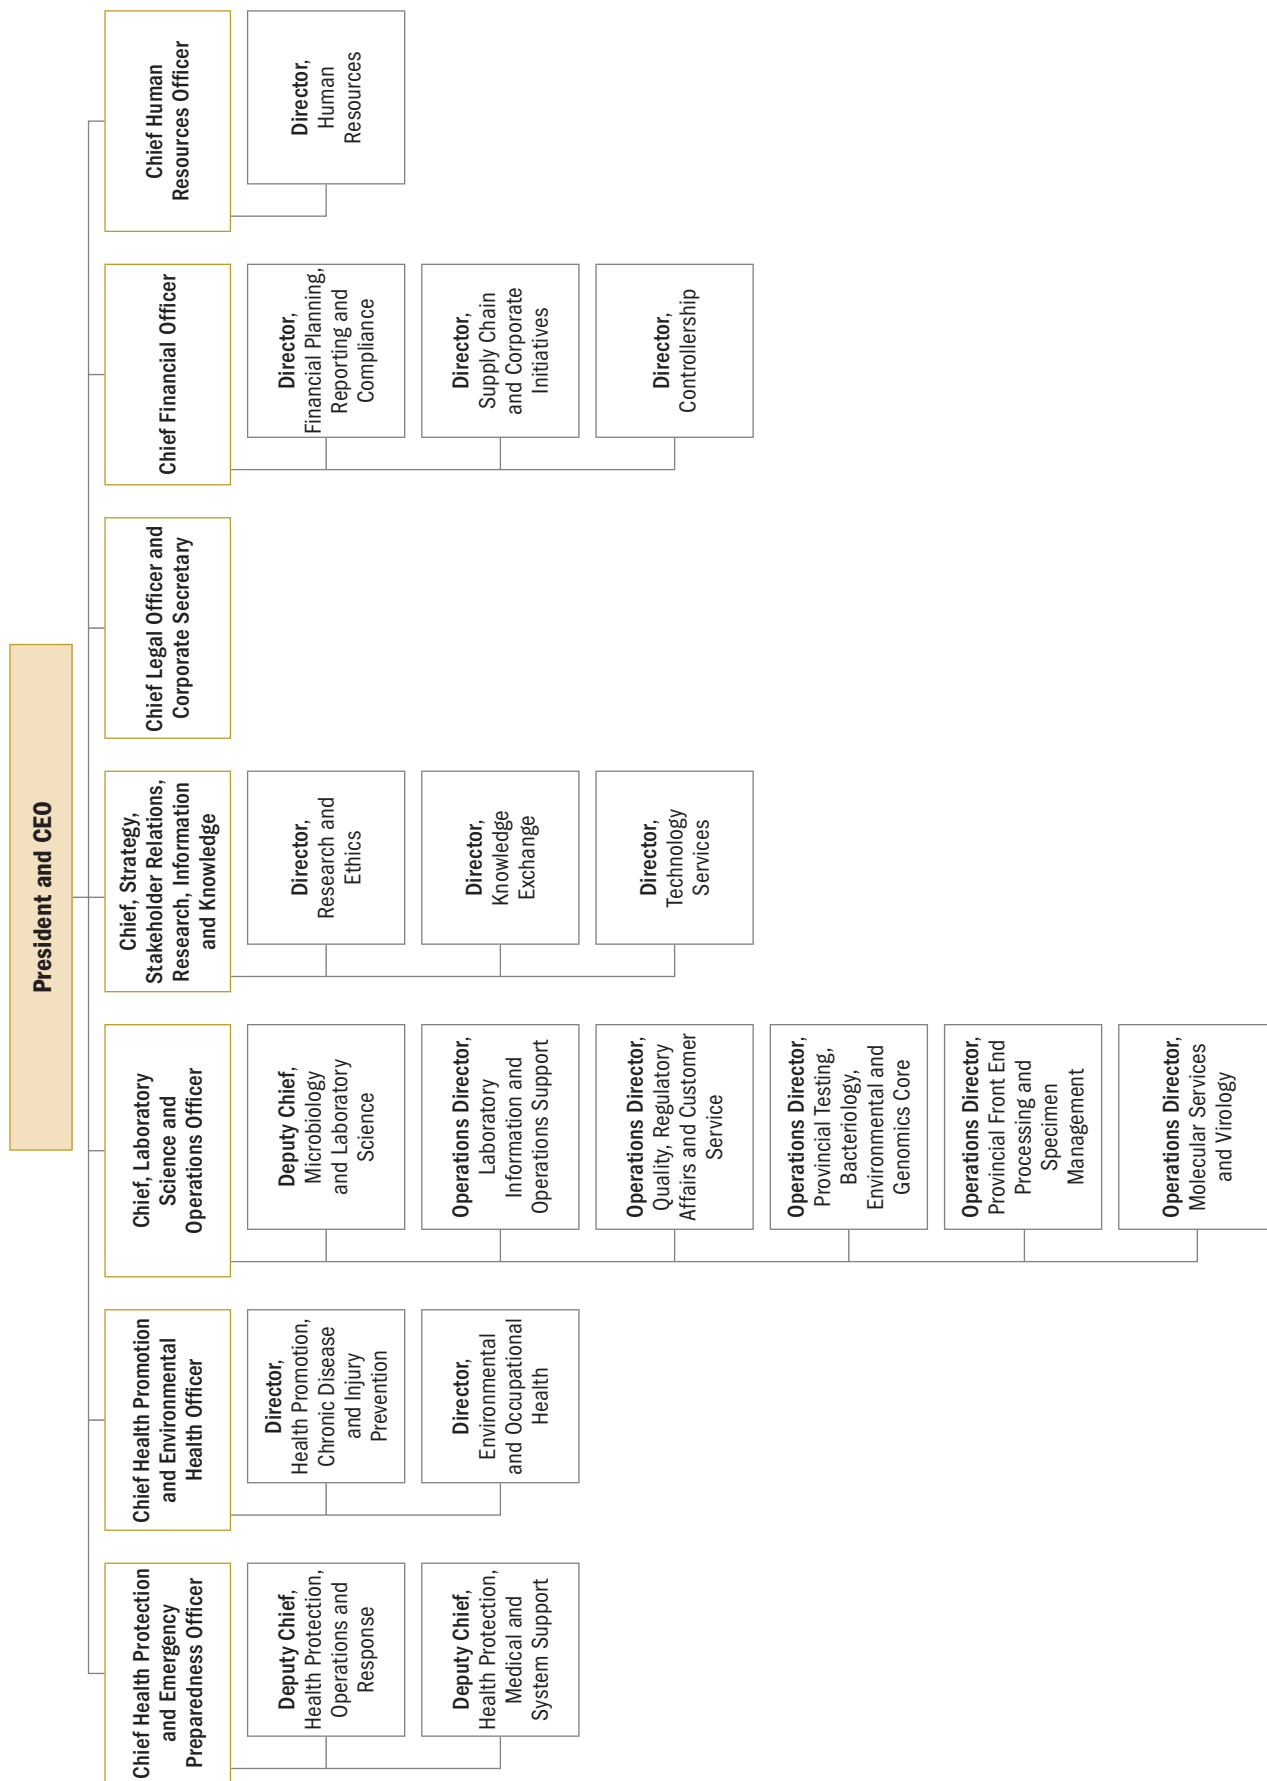 President and CEO
Chief Health Protection
and Emergency
Preparedness Officer
Deputy Chief,
Health Protection,
Operations and
Response
Deputy Chief,
Health Protection,
Medical and
System Support
Chief Health Promotion
and Environmental
Health Officer
Director,
Health Promotion,
Chronic Disease
and Injury
Prevention
Director,
Environmental
and Occupational
Health
Chief, Laboratory
Science and
Operations Officer
Deputy Chief,
Microbiology
and Laboratory
Science
Operations Director,
Laboratory
Information and
Operations Support
Operations Director,
Quality, Regulatory
Affairs and Customer
Service
Operations Director,
Provincial Testing,
Bacteriology,
Environmental and
Genomics Core
Operations Director,
Provincial Front End
Processing and
Specimen
Management
Operations Director,
Molecular Services
and Virology
Chief, Strategy,
Stakeholder Relations,
Research, Information
and Knowledge
Director,
Research and
Ethics
Director,
Knowledge
Exchange
Director,
Technology
Services
Chief Legal Officer and
Corporate Secretary
Chief Financial Officer
Director,
Financial Planning,
Reporting and
Compliance
Director,
Supply Chain
and Corporate
Initiatives
Director,
Controllership
Chief Human
Resources Officer
Director,
Human
Resources